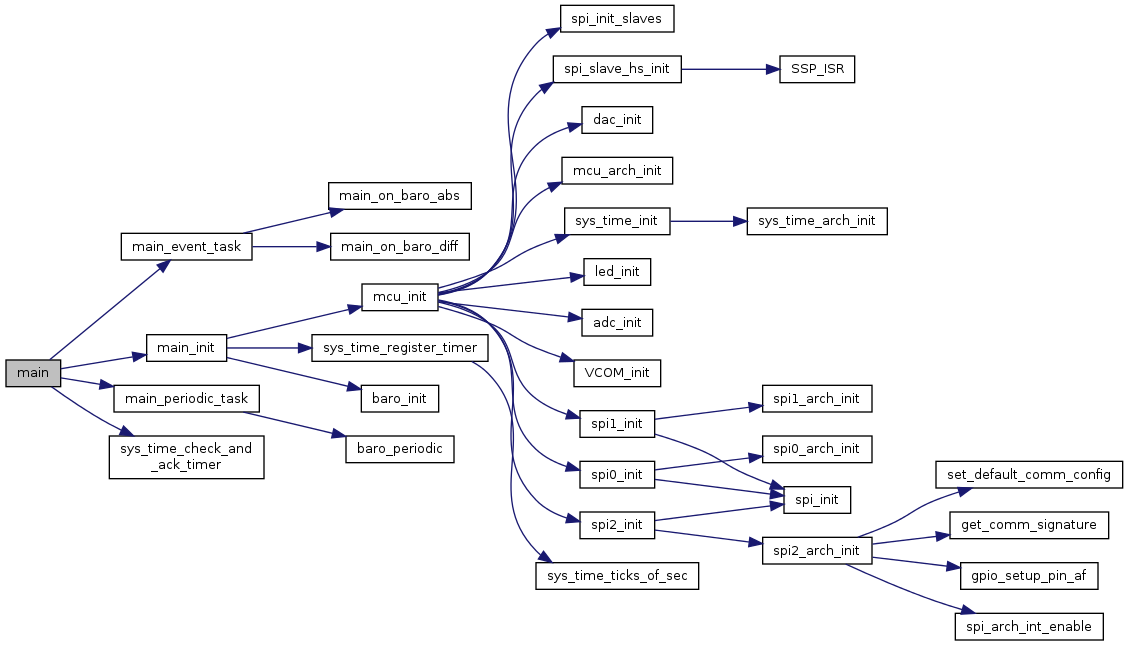 spi_init_slaves
spi_slave_hs_init
SSP_ISR
dac_init
mcu_arch_init
main_on_baro_abs
sys_time_init
sys_time_arch_init
main_event_task
main_on_baro_diff
led_init
mcu_init
adc_init
main_init
sys_time_register_timer
main
VCOM_init
main_periodic_task
baro_init
spi1_arch_init
spi1_init
sys_time_check_and
_ack_timer
baro_periodic
spi0_arch_init
spi0_init
set_default_comm_config
spi_init
spi2_init
get_comm_signature
spi2_arch_init
sys_time_ticks_of_sec
gpio_setup_pin_af
spi_arch_int_enable